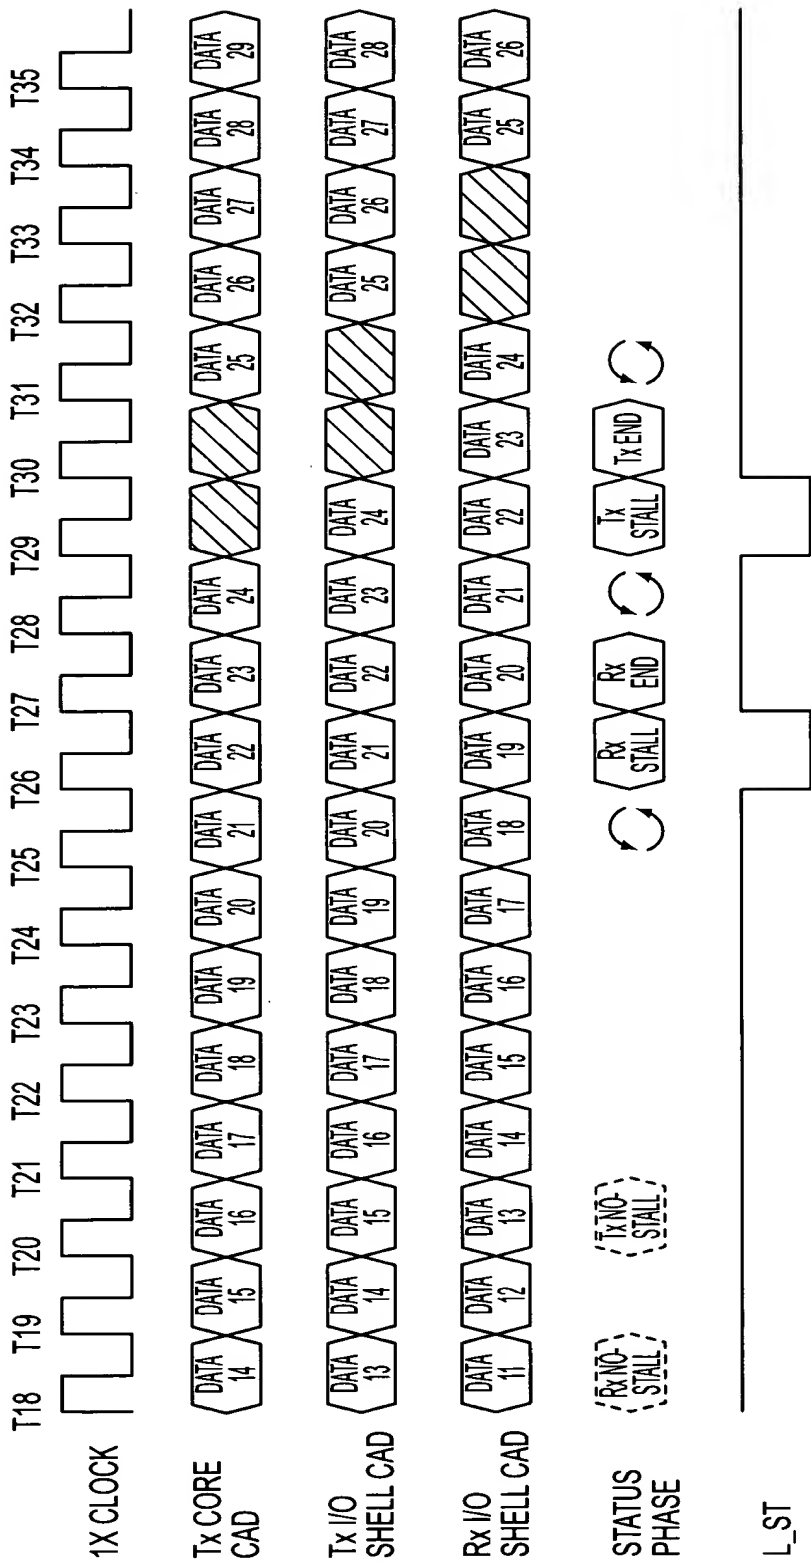 T18 T19 T20 T21 T22 T23 T24 T25 T26 T27 T28 T29 T30 T31 T32 T33 T34 T35
1X CLOCK
Tx CORE
CAD
DATA 14
DATA 15
DATA 16
DATA 17
DATA 18
DATA 19
DATA 20
DATA 21
DATA 22
DATA 23
DATA 24
DATA 25
DATA 26
DATA 27
DATA 28
DATA 29
Tx I/O
SHELL CAD
DATA 13
DATA 14
DATA 15
DATA 16
DATA 17
DATA 18
DATA 19
DATA 20
DATA 21
DATA 22
DATA 23
DATA 24
DATA 25
DATA 26
DATA 27
DATA 28
Rx I/O
SHELL CAD
DATA 11
DATA 12
DATA 13
DATA 14
DATA 15
DATA 16
DATA 17
DATA 18
DATA 19
DATA 20
DATA 21
DATA 22
DATA 23
DATA 24
DATA 25
DATA 26
STATUS
PHASE
Rx NO-
STALL
Tx NO-
STALL
Rx
STALL
Rx
END
Tx
STALL
Tx END
L_ST